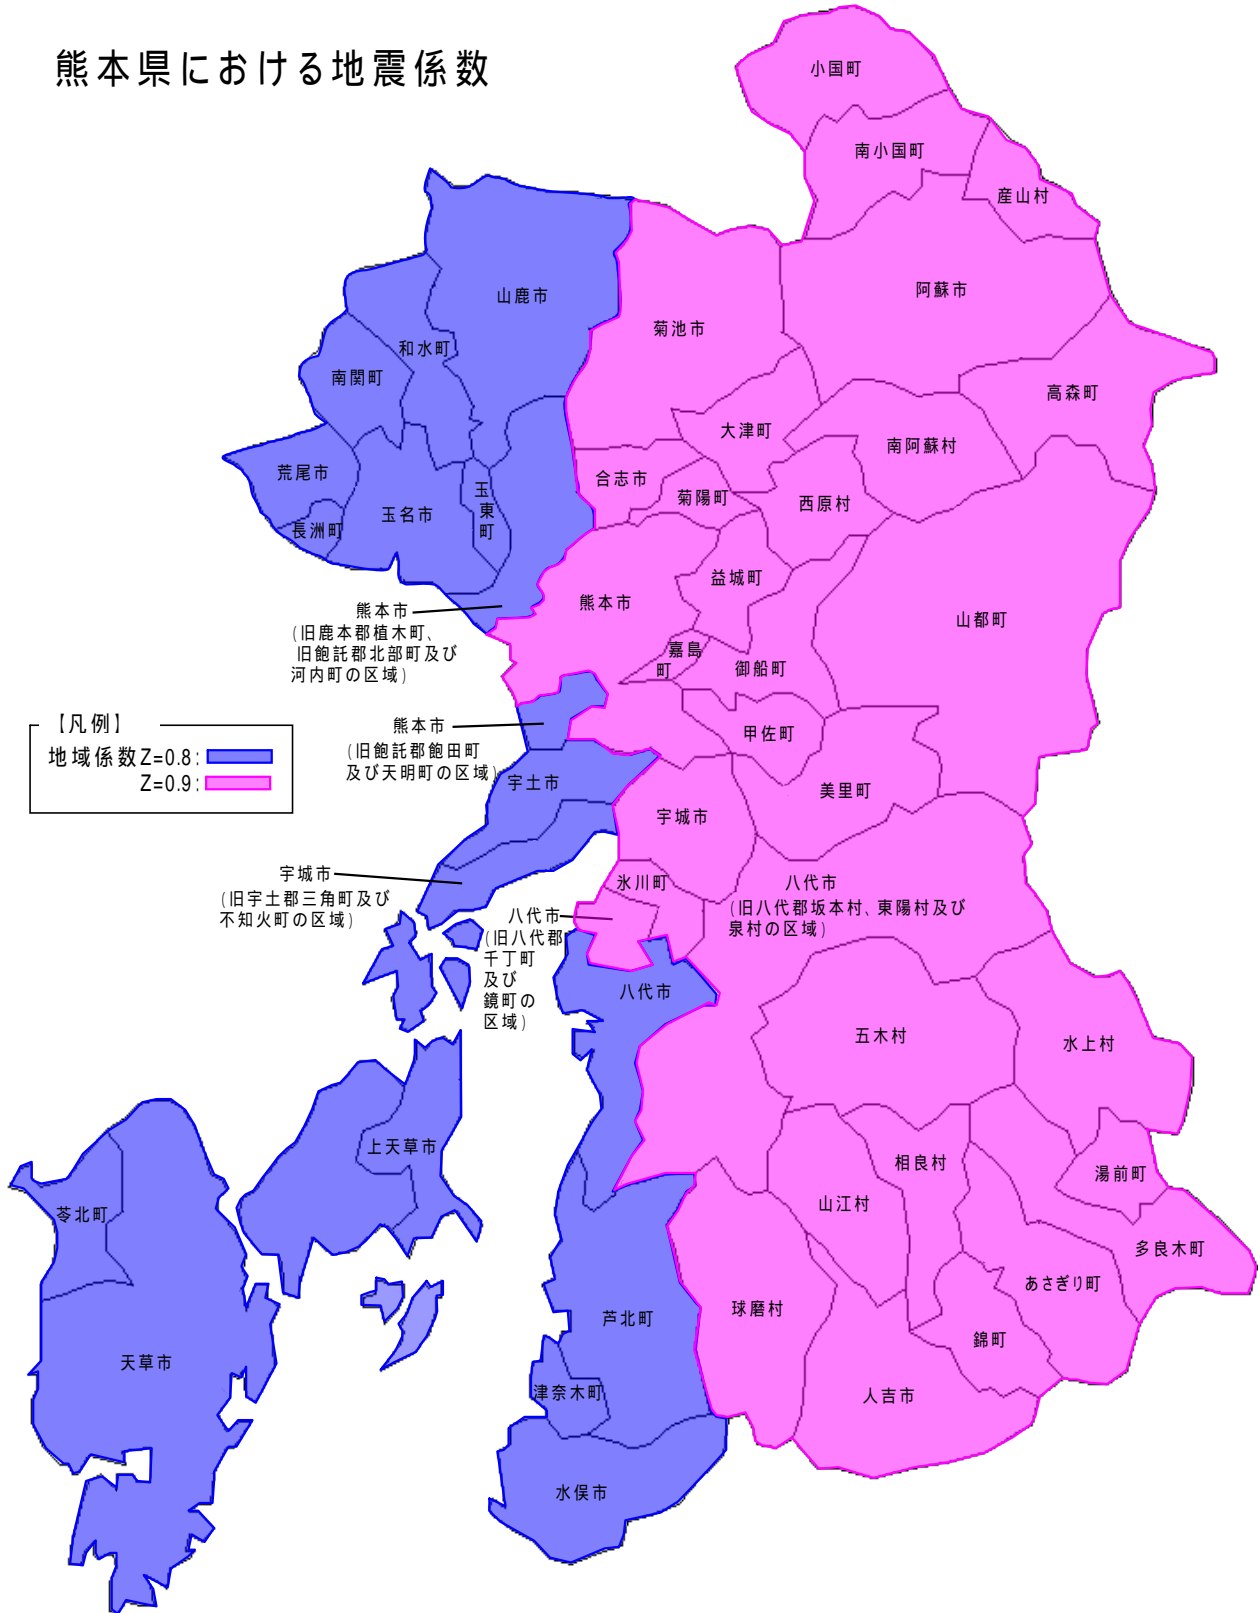 熊本県における地震係数
小国町
南小国町
産山村
阿蘇市
山鹿市
菊池市
和水町
南関町
高森町
大津町
南阿蘇村
荒尾市
合志市
菊陽町
西原村
玉東町
長洲町
玉名市
益城町
熊本市
山都町
熊本市
(旧鹿本郡植木町、
旧飽託郡北部町及び
河内町の区域)
嘉島
町
御船町
【凡例】
地域係数Z=0.8:
Z=0.9:
熊本市
(旧飽託郡飽田町
及び天明町の区域)
甲佐町
宇土市
美里町
宇城市
宇城市
(旧宇土郡三角町及び
不知火町の区域)
氷川町
八代市
(旧八代郡坂本村、東陽村及び
泉村の区域)
八代市
(旧八代郡
千丁町
及び
鏡町の
区域)
八代市
五木村
水上村
上天草市
相良村
湯前町
山江村
苓北町
多良木町
あさぎり町
球磨村
芦北町
錦町
天草市
津奈木町
人吉市
水俣市